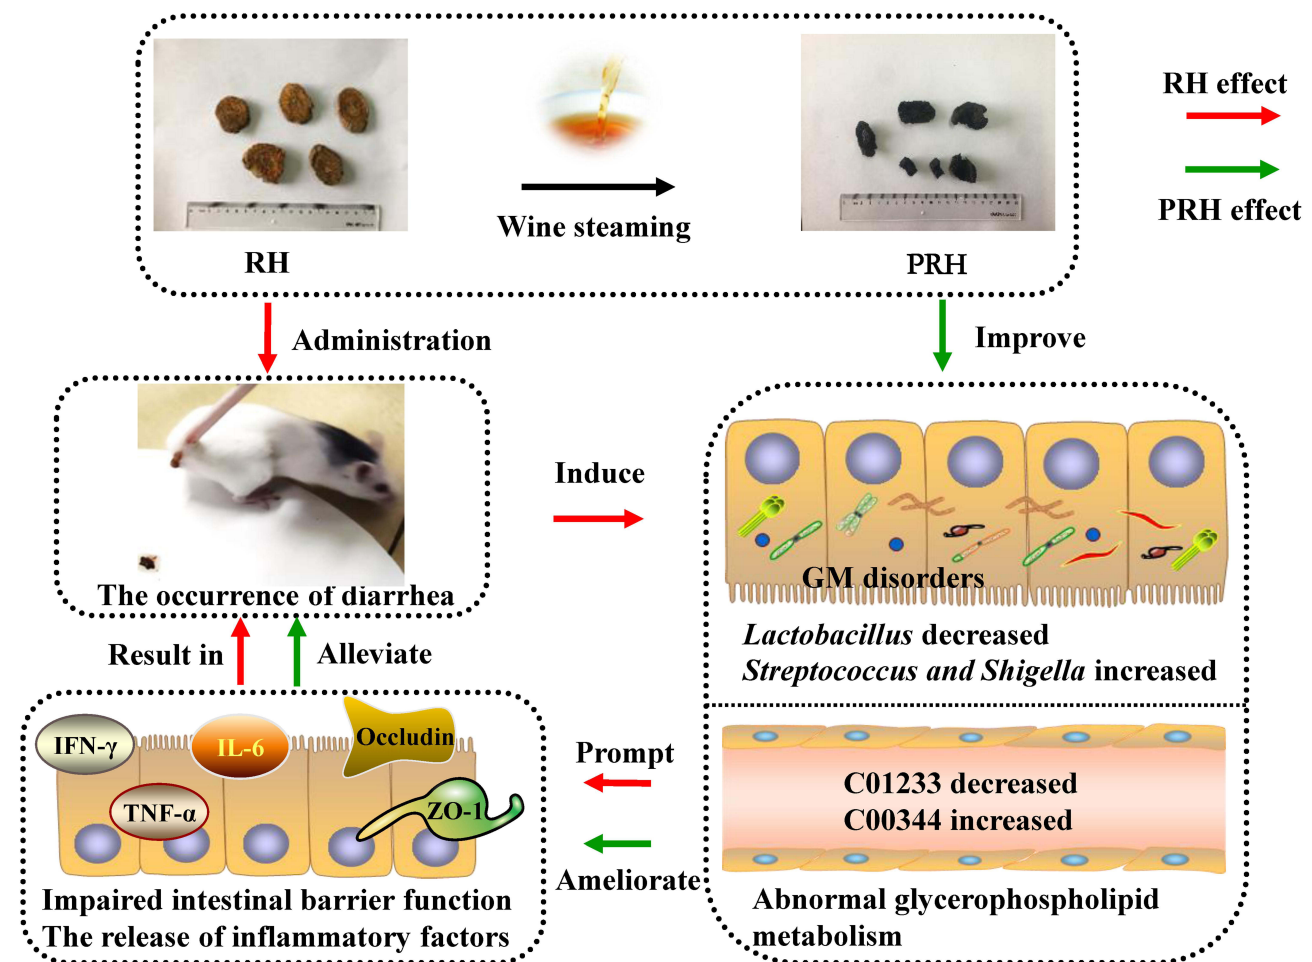 RH effect
PRH effect
Wine steaming
RH
PRH
Administration
Improve
Induce
The occurrence of diarrhea
GM disorders
Lactobacillus decreased
Streptococcus and Shigella increased
Result in
Alleviate
IFN-γ
IL-6
Occludin
TNF-α
ZO-1
Prompt
Ameliorate
C01233 decreased
C00344 increased
Impaired intestinal barrier function
The release of inflammatory factors
Abnormal glycerophospholipid
metabolism